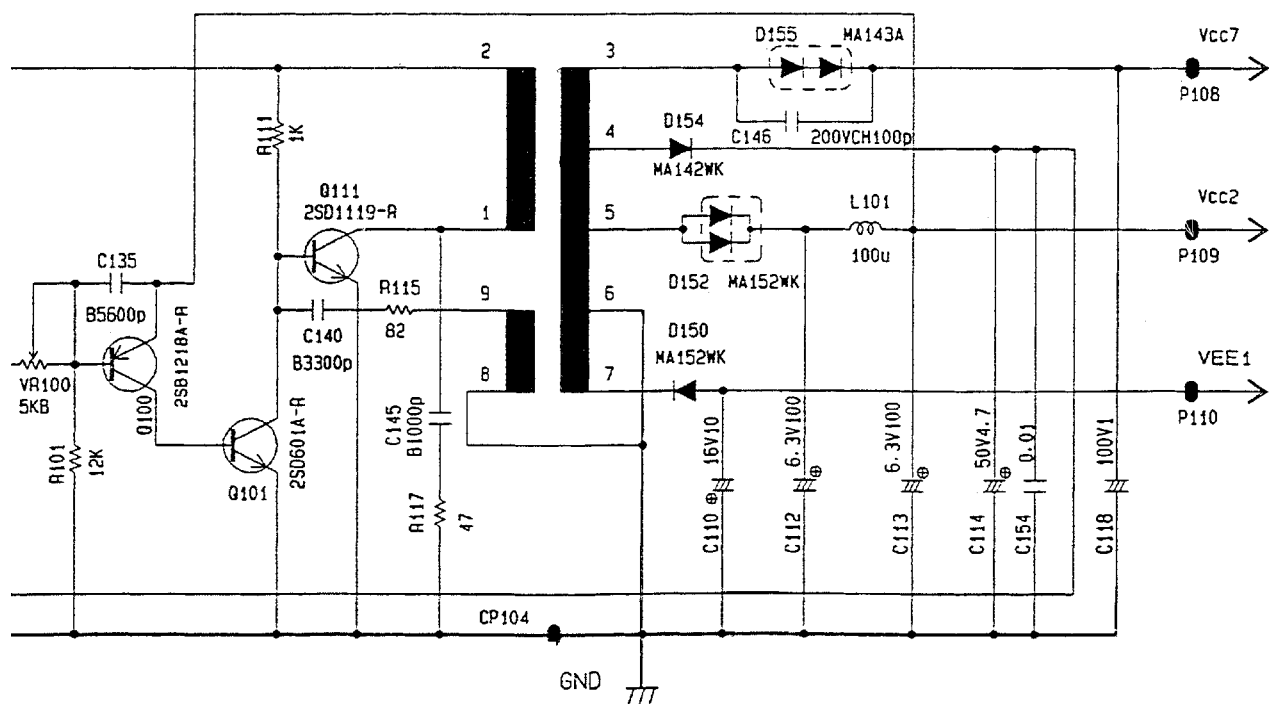 D155
MA143A
Vcc7
2
3
P108
R111
1K
D154
C146
200VCH100p
4
MA142WK
Q111
2SD1119-R
L101
Vcc2
1
5
100u
P109
C135
D152
MA152WK
R115
9
6
B5600p
82
C140
B3300p
D150
MA152WK
VEE1
VR100
5KB
2SB1218A-R
8
7
P110
Q100
C145
B1000p
R101
12K
2SD601A-R
Q101
R117
47
16V10
⊕
C110
6.3V100
⊕
C112
6.3V100
⊕
C113
50V4.7
⊕
C114
0.01
C154
100V1
C118
CP104
GND